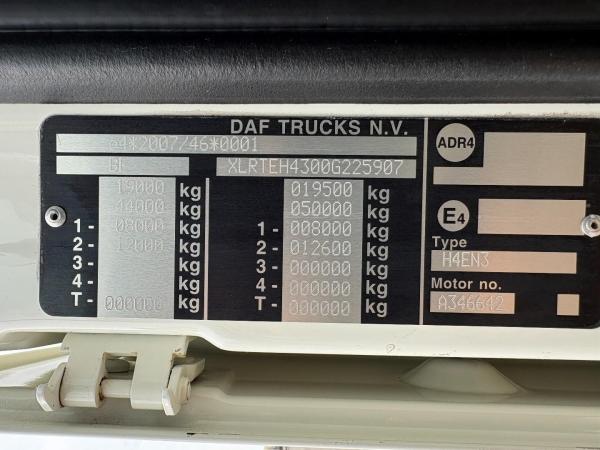 DAF TRUCKS N.V.
e4*2007/46*0001
XLRTEH4300G225907
19000 kg 019500 kg
44000 kg 050000 kg
1- 08000 kg 1- 008000 kg
2- 12000 kg 2- 012600 kg
3- kg 3- 000000 kg
4- kg 4- 000000 kg
T- 000000 kg T- 000000 kg
ADR4
E4
Type
H4EN3
Motor no.
A346642